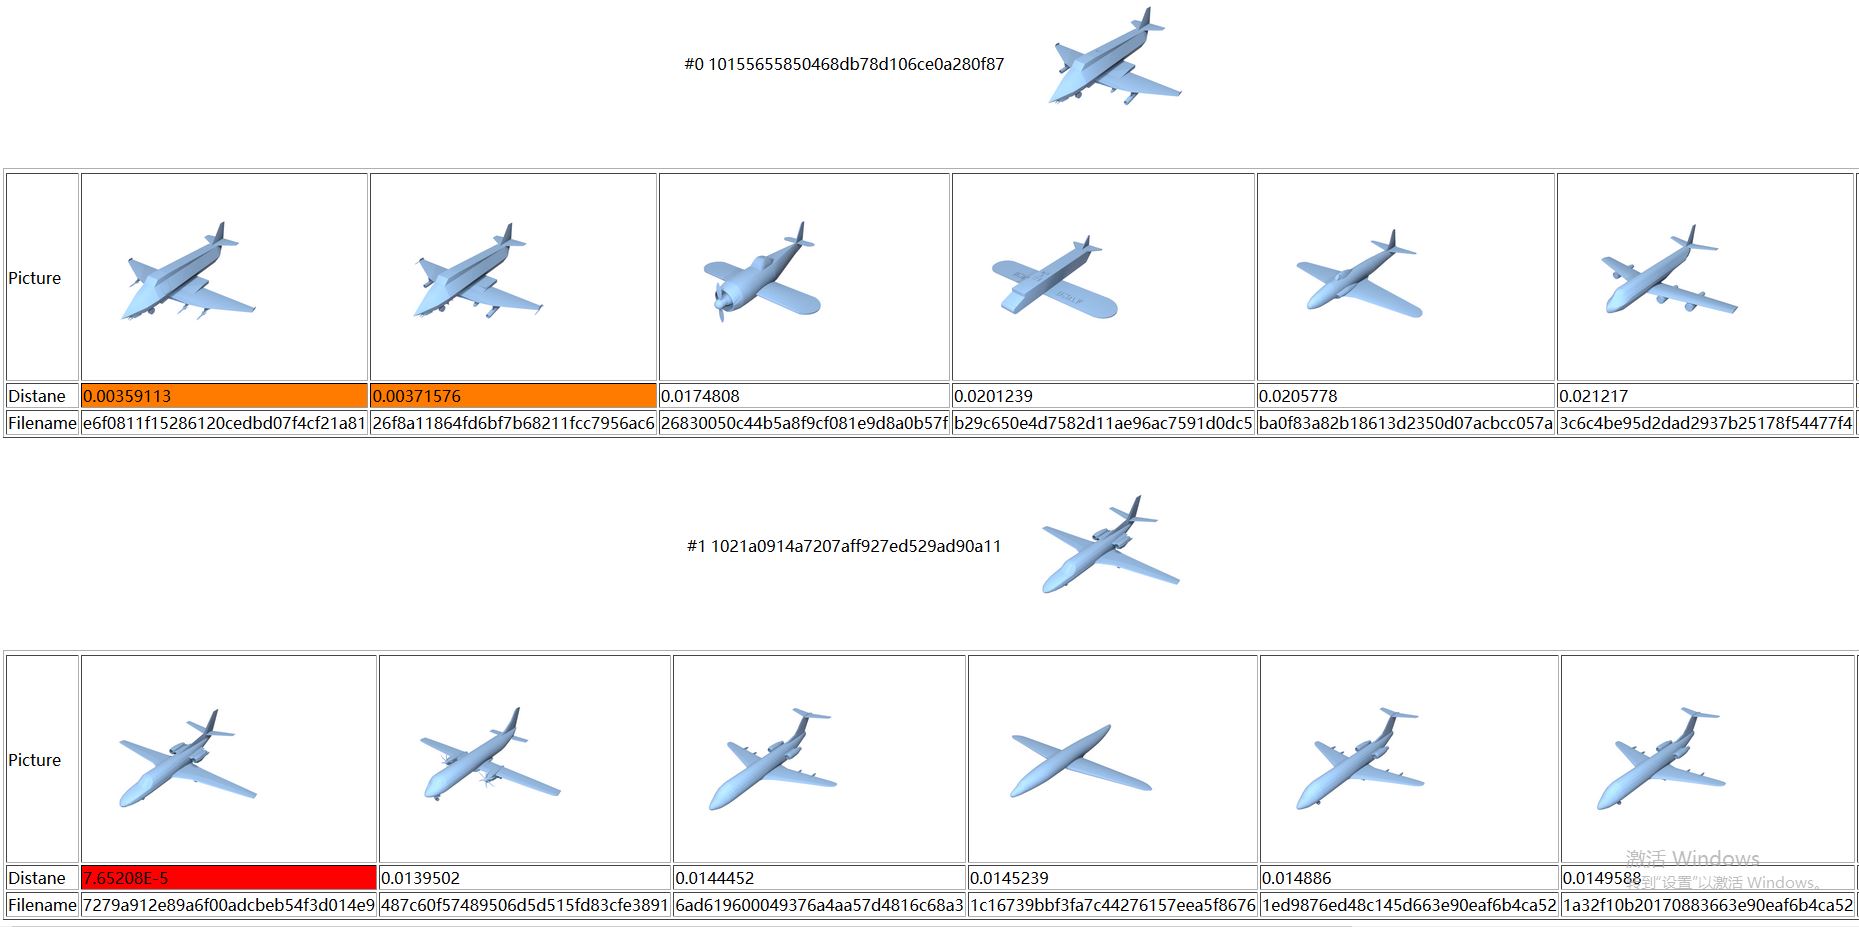 #0 10155655850468db78d106ce0a280f87
Picture
Distane 0.00359113 0.00371576 0.0174808 0.0201239 0.0205778 0.021217
Filename e6f0811f15286120cedbd07f4cf21a81 26f8a11864fd6bf7b68211fcc7956ac6 26830050c44b5a8f9cf081e9d8a0b57f b29c650e4d7582d11ae96ac7591d0dc5 ba0f83a82b18613d2350d07acbcc057a 3c6c4be95d2dad2937b25178f54477f4
#1 1021a0914a7207aff927ed529ad90a11
Picture
Distane 7.65208E-5 0.0139502 0.0144452 0.0145239 0.014886 0.0149588
Filename 7279a912e89a6f00adcbeb54f3d014e9 487c60f57489506d5d515fd83cfe3891 6ad619600049376a4aa57d4816c68a3 1c16739bbf3fa7c44276157eea5f8676 1ed9876ed48c145d663e90eaf6b4ca52 1a32f10b20170883663e90eaf6b4ca52
激活 Windows
转到"设置"以激活 Windows。